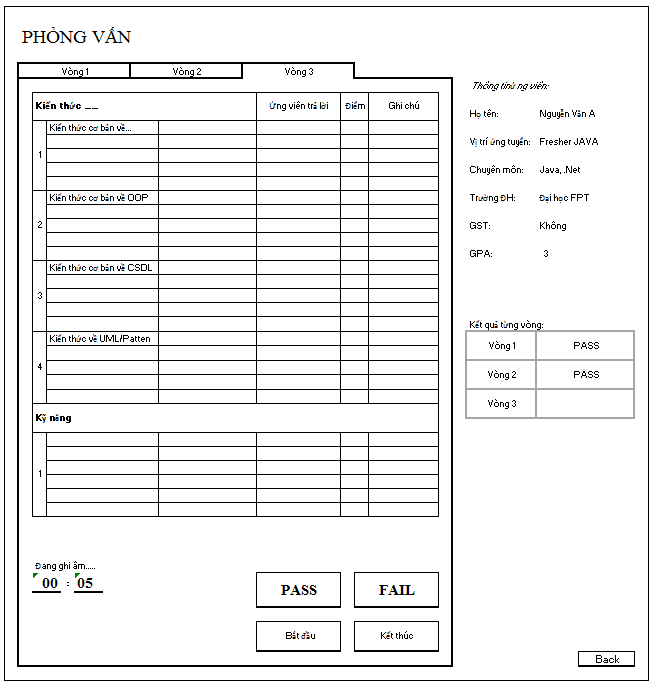 PHỎNG VẤN
Vòng 1 Vòng 2 Vòng 3
Kiến thức __ Ứng viên trả lời Điểm Ghi chú
1 Kiến thức cơ bản về...
2 Kiến thức cơ bản về OOP
3 Kiến thức cơ bản về CSDL
4 Kiến thức về UML/Patten
Kỹ năng
1
Đang ghi âm.....
00 : 05
PASS FAIL
Bắt đầu Kết thúc
Thông tin ứng viên:
Họ tên: Nguyễn Văn A
Vị trí ứng tuyển: Fresher JAVA
Chuyên môn: Java, .Net
Trường ĐH: Đại học FPT
GST: Không
GPA: 3
Kết quả từng vòng:
Vòng 1 PASS
Vòng 2 PASS
Vòng 3
Back